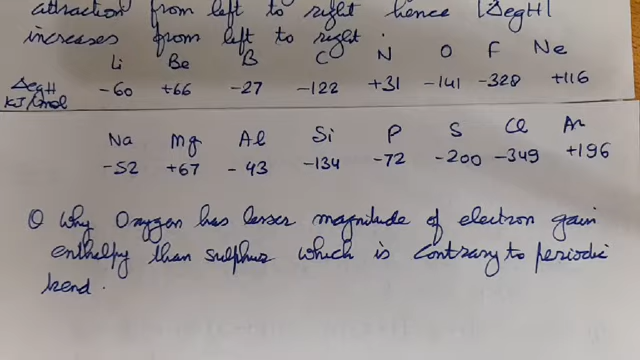 attraction from left to right hence |ΔegH|
increases from left to right.
Li Be B C N O F Ne
ΔegH -60 +66 -27 -122 +31 -141 -328 +116
KJ/mol
Na Mg Al Si P S Cl Ar
-52 +67 -43 -134 -72 -200 -349 +196
Q Why Oxygen has lesser magnitude of electron gain
enthalpy than sulphur which is contrary to periodic
trend.